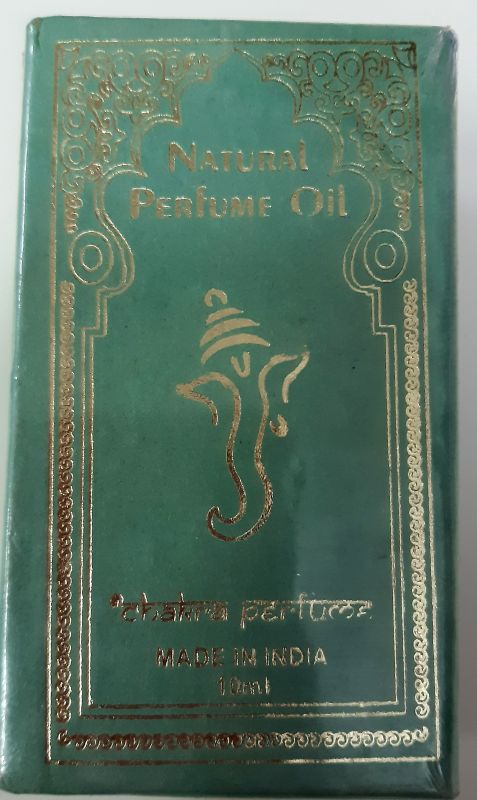 Natural
Perfume Oil
chakra perfume
MADE IN INDIA
10ml